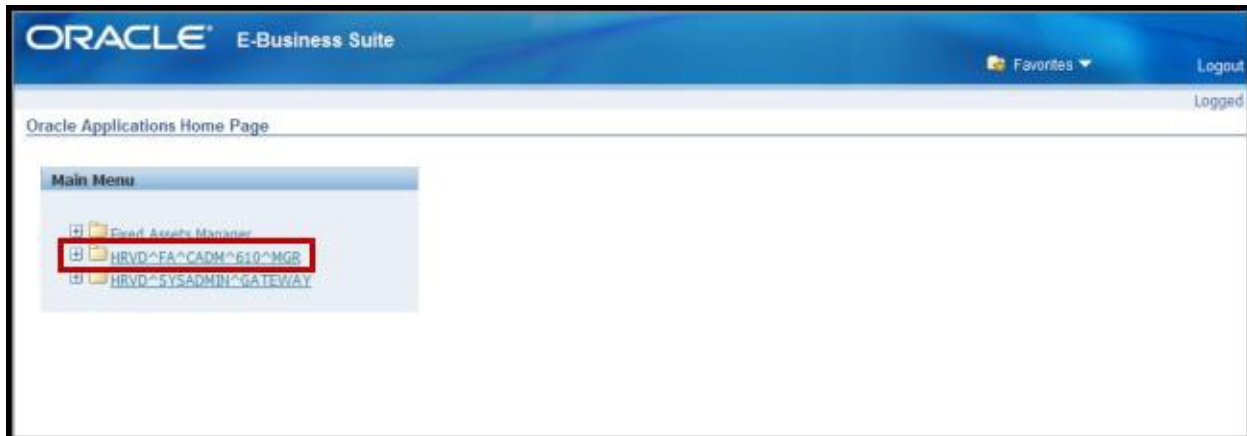 ORACLE® E-Business Suite
Favorites Logout
Logged
Oracle Applications Home Page
Main Menu
Fixed Assets Manager
HRVD^FA^CADM^610^MGR
HRVD^SYSADMIN^GATEWAY